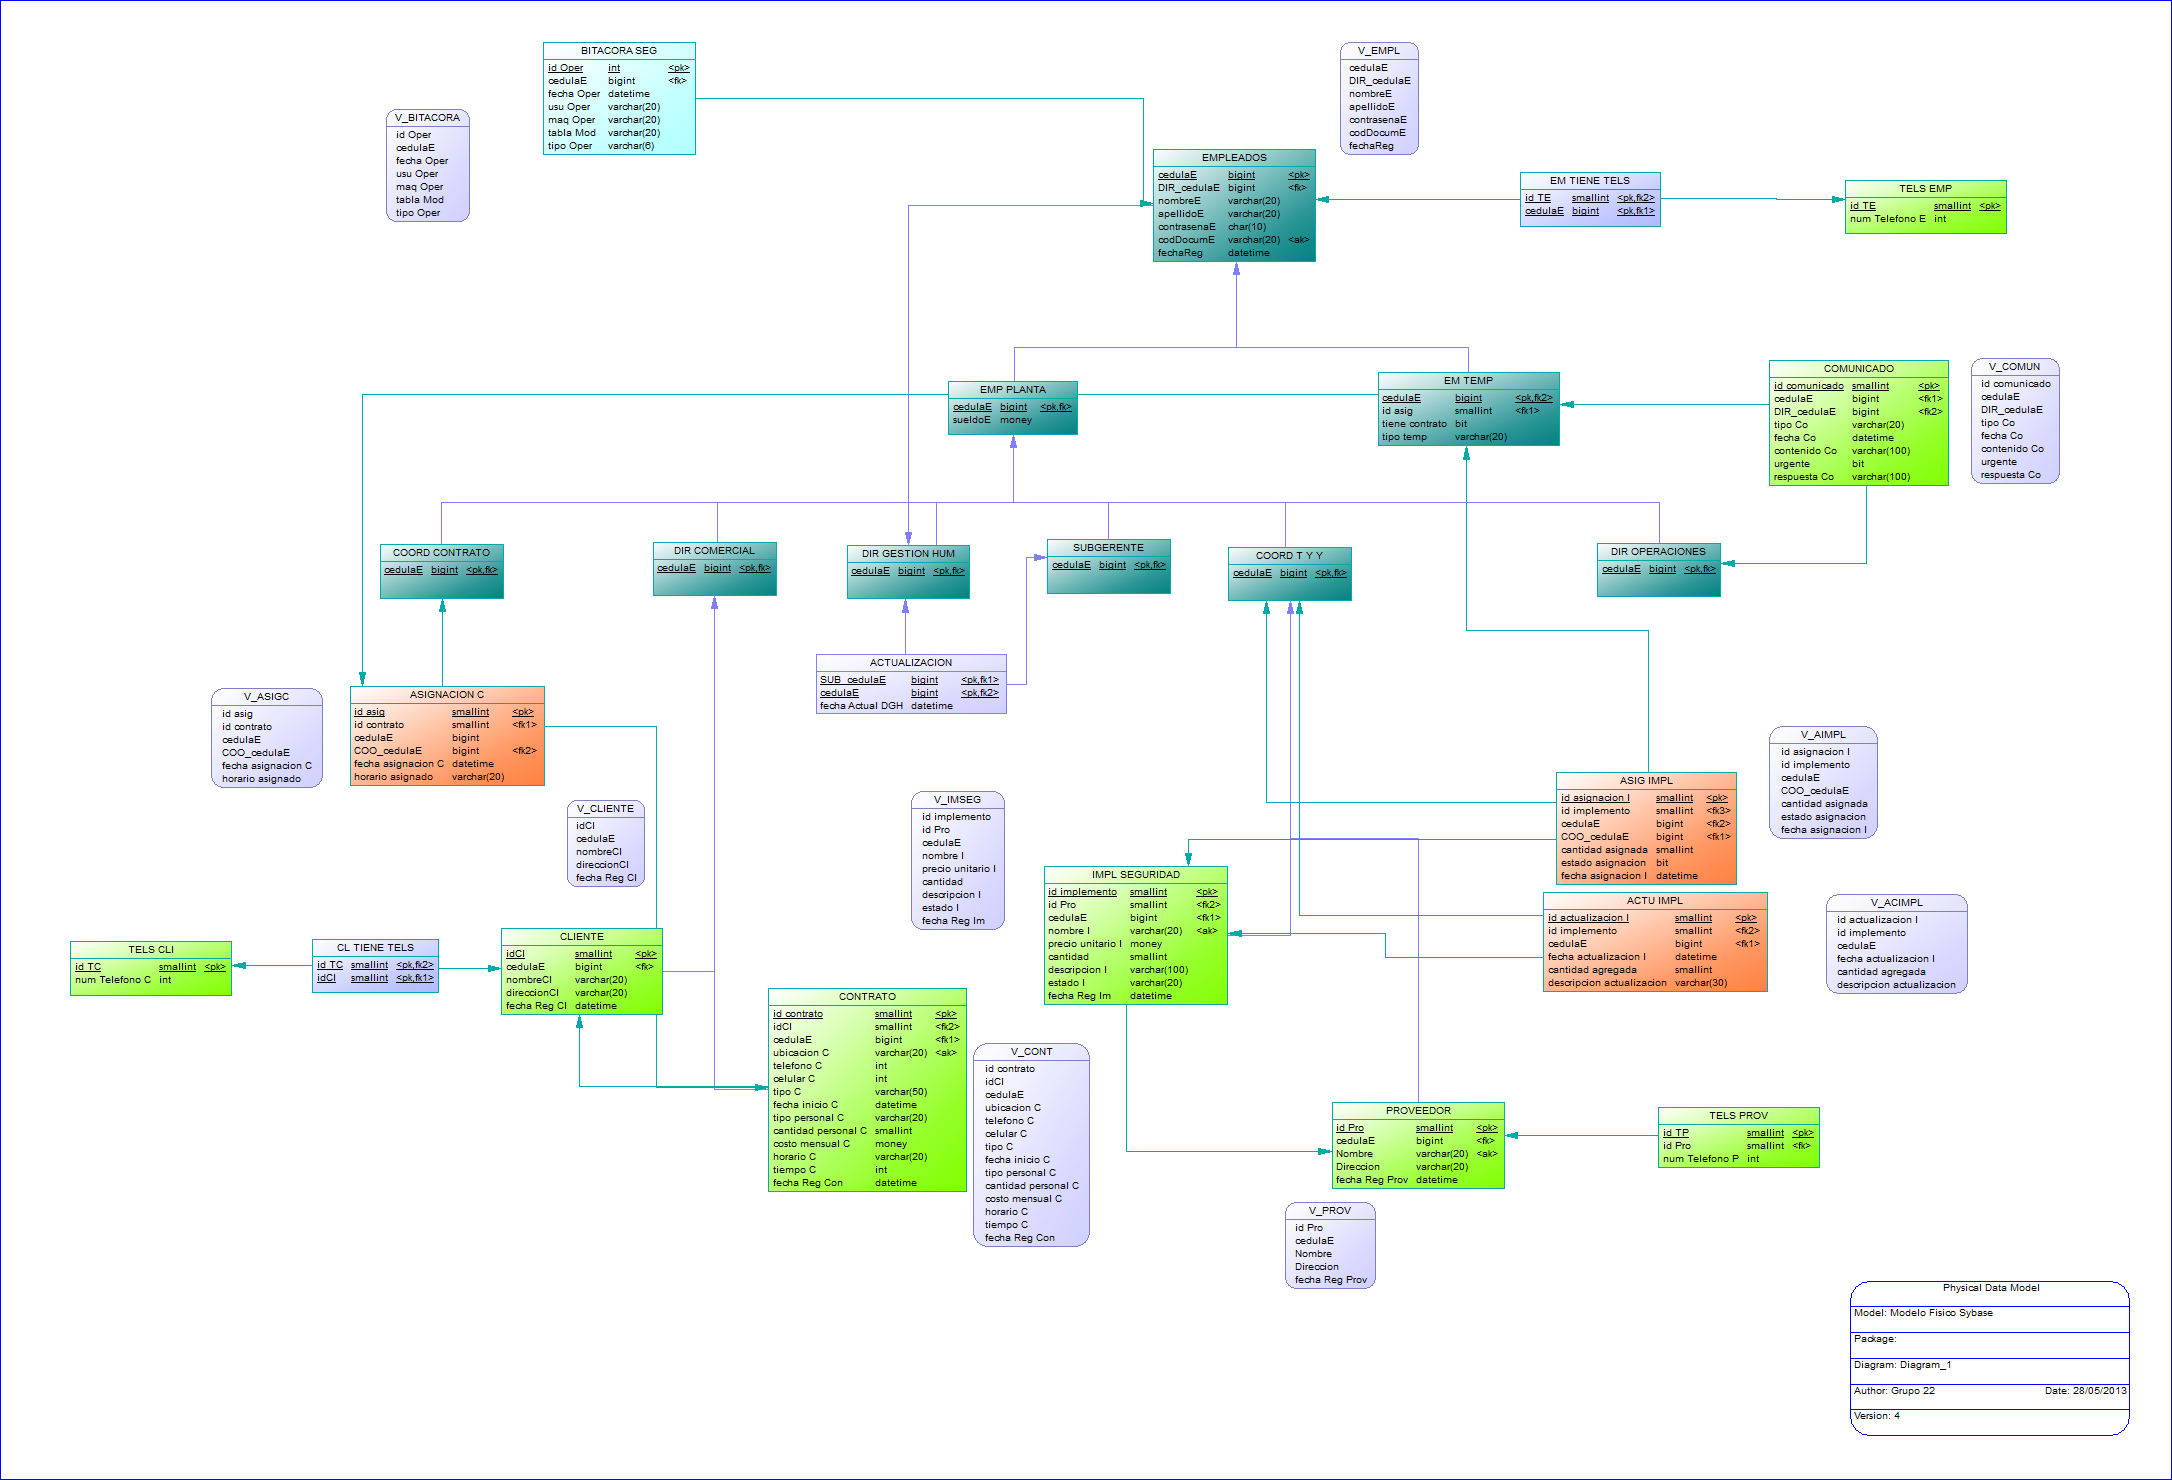 BITACORA SEG
id Oper int <pk>
cedulaE bigint <fk>
fecha Oper datetime
usu Oper varchar(20)
maq Oper varchar(20)
tabla Mod varchar(20)
tipo Oper varchar(6)
V_EMPL
cedulaE
DIR_cedulaE
nombreE
apellidoE
contrasenaE
codDocumE
fechaReg
V_BITACORA
id Oper
cedulaE
fecha Oper
usu Oper
maq Oper
tabla Mod
tipo Oper
EMPLEADOS
cedulaE bigint <pk>
DIR_cedulaE bigint <fk>
nombreE varchar(20)
apellidoE varchar(20)
contrasenaE char(10)
codDocumE varchar(20) <ak>
fechaReg datetime
EM TIENE TELS
id TE smallint <pk,fk2>
cedulaE bigint <pk,fk1>
TELS EMP
id TE smallint <pk>
num Telefono E int
EMP PLANTA
cedulaE bigint <pk,fk>
sueldoE money
EM TEMP
cedulaE bigint <pk,fk2>
id asig smallint <fk1>
tiene contrato bit
tipo temp varchar(20)
COMUNICADO
id comunicado smallint <pk>
cedulaE bigint <fk1>
DIR_cedulaE bigint <fk2>
tipo Co varchar(20)
fecha Co datetime
contenido Co varchar(100)
urgente bit
respuesta Co varchar(100)
V_COMUN
id comunicado
cedulaE
DIR_cedulaE
tipo Co
fecha Co
contenido Co
urgente
respuesta Co
COORD CONTRATO
cedulaE bigint <pk,fk>
DIR COMERCIAL
cedulaE bigint <pk,fk>
DIR GESTION HUM
cedulaE bigint <pk,fk>
SUBGERENTE
cedulaE bigint <pk,fk>
COORD T Y Y
cedulaE bigint <pk,fk>
DIR OPERACIONES
cedulaE bigint <pk,fk>
ACTUALIZACION
SUB_cedulaE bigint <pk,fk1>
cedulaE bigint <pk,fk2>
fecha Actual DGH datetime
V_ASIGC
id asig
id contrato
cedulaE
COO_cedulaE
fecha asignacion C
horario asignado
ASIGNACION C
id asig smallint <pk>
id contrato smallint <fk1>
cedulaE bigint
COO_cedulaE bigint <fk2>
fecha asignacion C datetime
horario asignado varchar(20)
V_CLIENTE
idCl
cedulaE
nombreCl
direccionCl
fecha Reg Cl
V_IMSEG
id implemento
id Pro
cedulaE
nombre I
precio unitario I
cantidad
descripcion I
estado I
fecha Reg Im
ASIG IMPL
id asignacion I smallint <pk>
id implemento smallint <fk3>
cedulaE bigint <fk2>
COO_cedulaE bigint <fk1>
cantidad asignada smallint
estado asignacion bit
fecha asignacion I datetime
V_AIMPL
id asignacion I
id implemento
cedulaE
COO_cedulaE
cantidad asignada
estado asignacion
fecha asignacion I
IMPL SEGURIDAD
id implemento smallint <pk>
id Pro smallint <fk2>
cedulaE bigint <fk1>
nombre I varchar(20) <ak>
precio unitario I money
cantidad smallint
descripcion I varchar(100)
estado I varchar(20)
fecha Reg Im datetime
ACTU IMPL
id actualizacion I smallint <pk>
id implemento smallint <fk2>
cedulaE bigint <fk1>
fecha actualizacion I datetime
cantidad agregada smallint
descripcion actualizacion varchar(30)
V_ACIMPL
id actualizacion I
id implemento
cedulaE
fecha actualizacion I
cantidad agregada
descripcion actualizacion
TELS CLI
id TC smallint <pk>
num Telefono C int
CL TIENE TELS
id TC smallint <pk,fk2>
idCl smallint <pk,fk1>
CLIENTE
idCl smallint <pk>
cedulaE bigint <fk>
nombreCl varchar(20)
direccionCl varchar(20)
fecha Reg Cl datetime
CONTRATO
id contrato smallint <pk>
idCl smallint <fk2>
cedulaE bigint <fk1>
ubicacion C varchar(20) <ak>
telefono C int
celular C int
tipo C varchar(50)
fecha inicio C datetime
tipo personal C varchar(20)
cantidad personal C smallint
costo mensual C money
horario C varchar(20)
tiempo C int
fecha Reg Con datetime
V_CONT
id contrato
idCl
cedulaE
ubicacion C
telefono C
celular C
tipo C
fecha inicio C
tipo personal C
cantidad personal C
costo mensual C
horario C
tiempo C
fecha Reg Con
PROVEEDOR
id Pro smallint <pk>
cedulaE bigint <fk>
Nombre varchar(20) <ak>
Direccion varchar(20)
fecha Reg Prov datetime
TELS PROV
id TP smallint <pk>
id Pro smallint <fk>
num Telefono P int
V_PROV
id Pro
cedulaE
Nombre
Direccion
fecha Reg Prov
Physical Data Model
Model: Modelo Fisico Sybase
Package:
Diagram: Diagram_1
Author: Grupo 22 Date: 28/05/2013
Version: 4